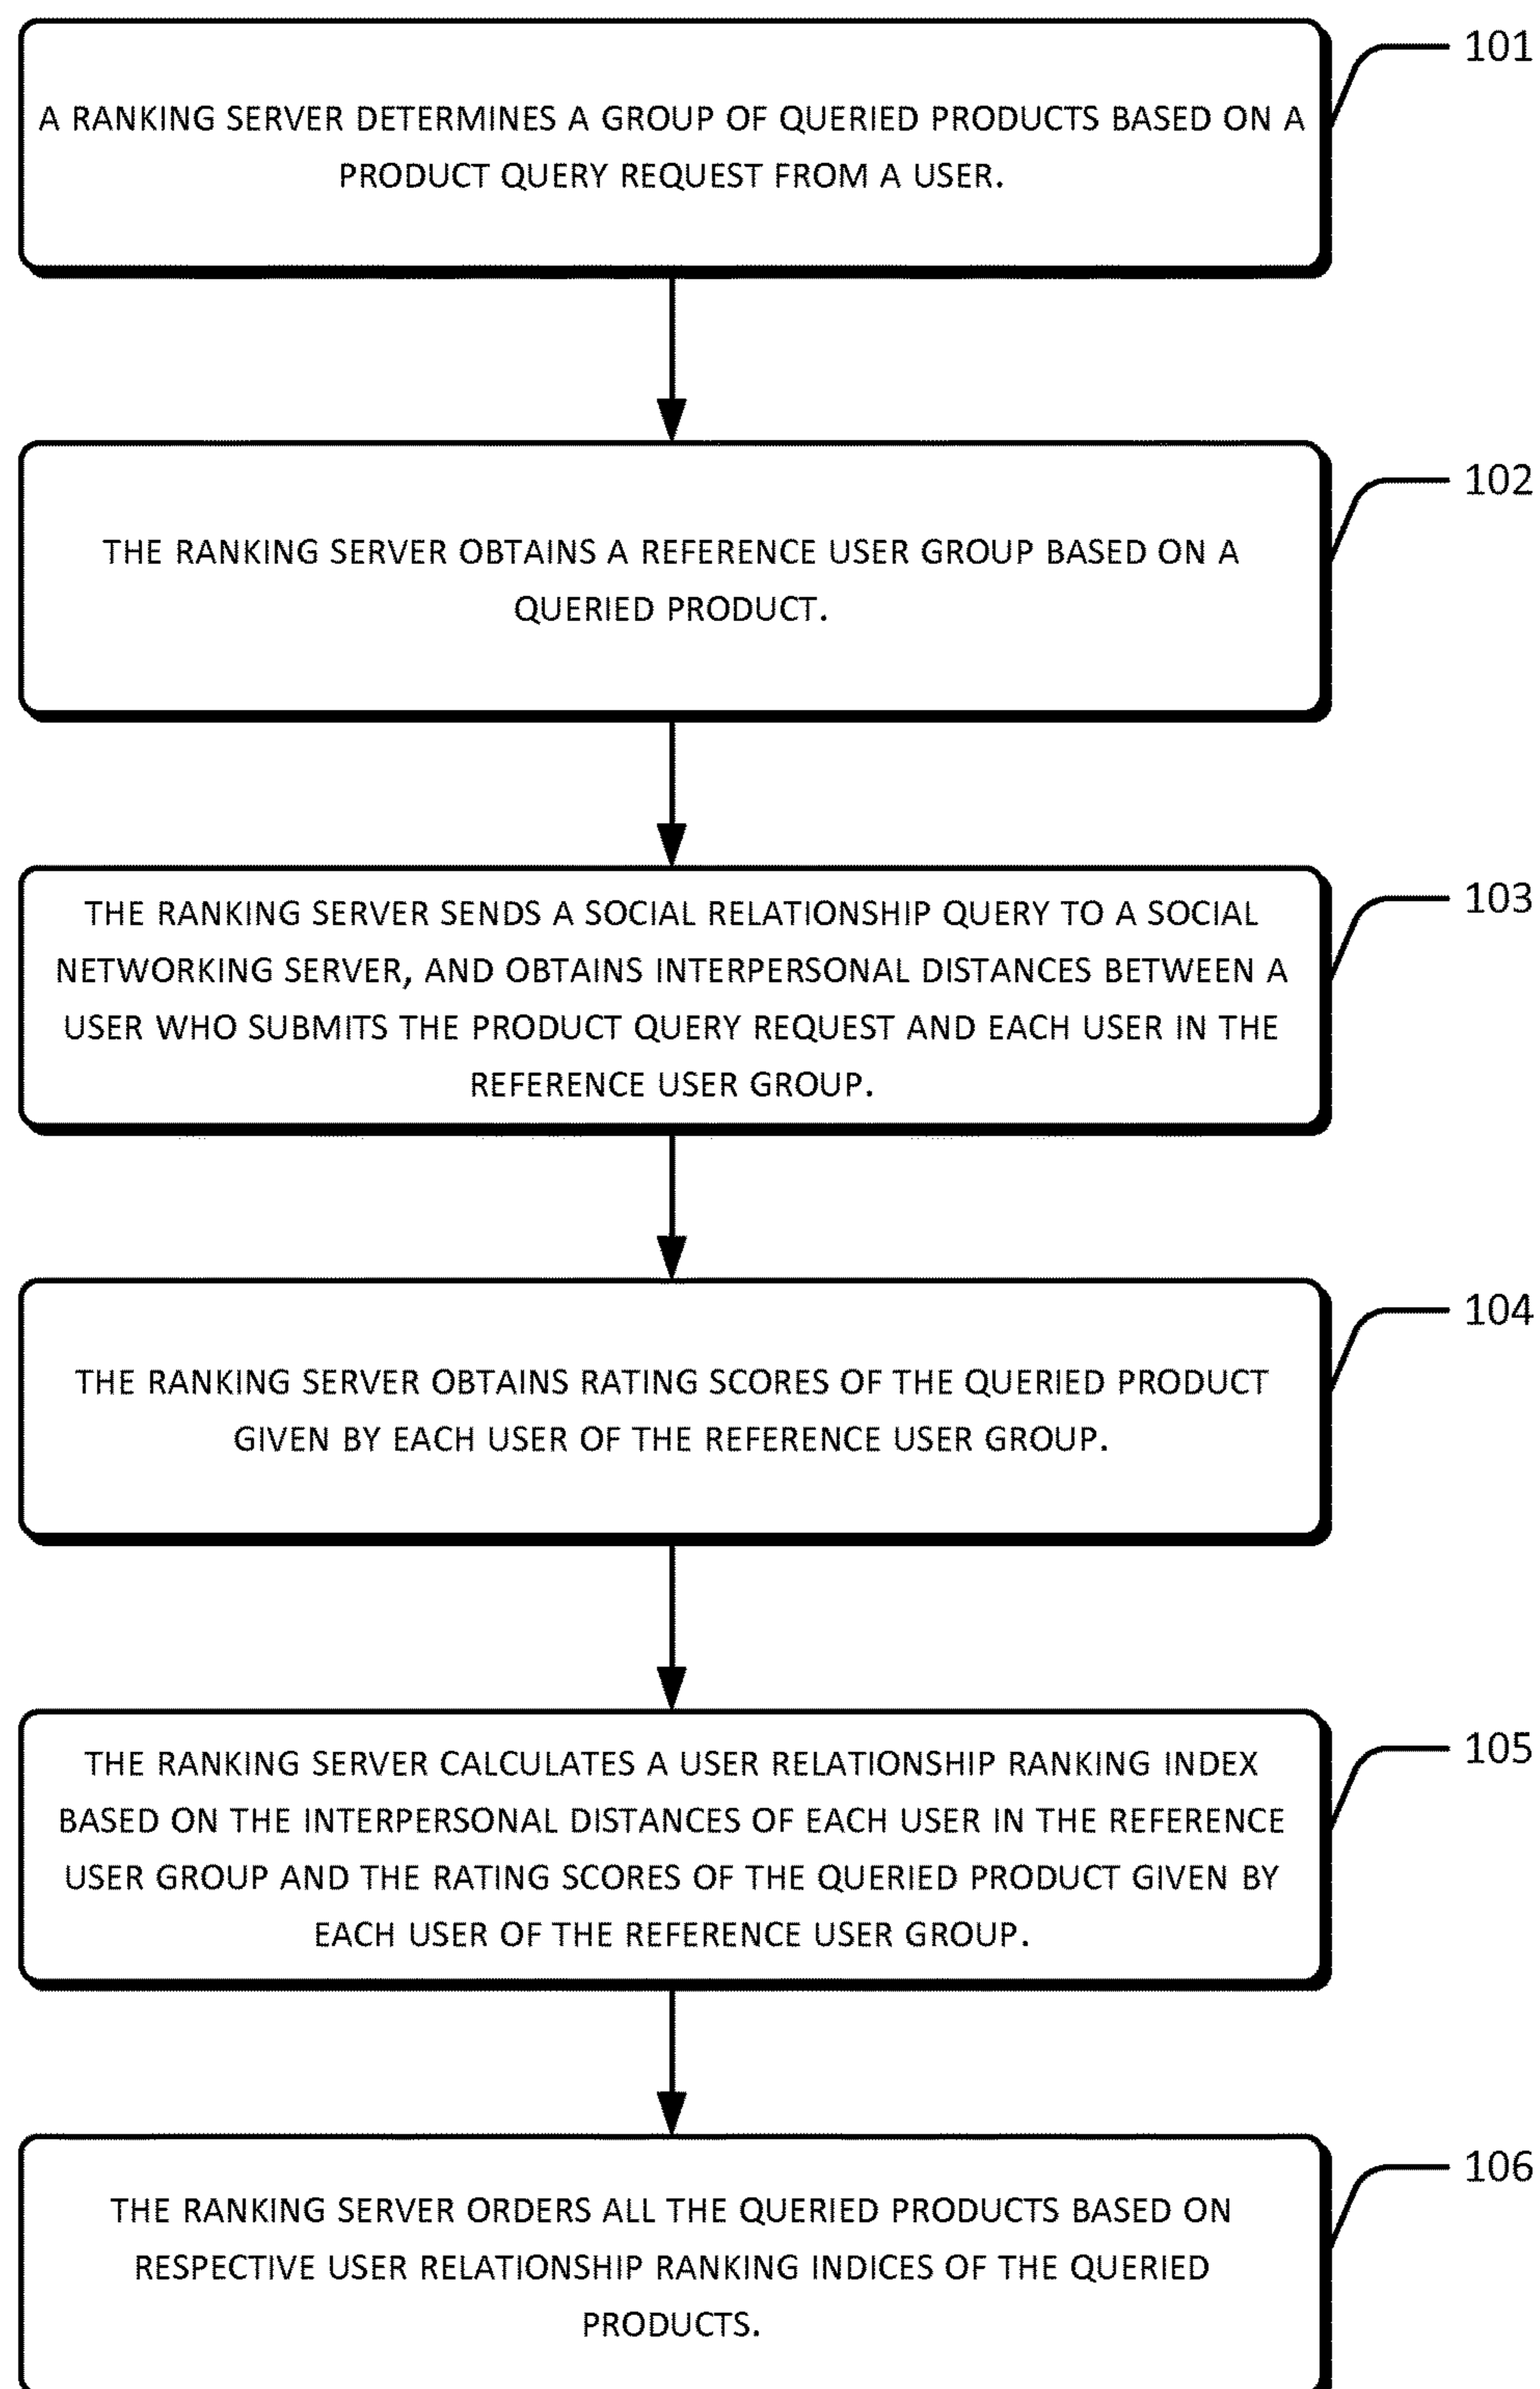 101
A RANKING SERVER DETERMINES A GROUP OF QUERIED PRODUCTS BASED ON A
PRODUCT QUERY REQUEST FROM A USER.
102
THE RANKING SERVER OBTAINS A REFERENCE USER GROUP BASED ON A
QUERIED PRODUCT.
103
THE RANKING SERVER SENDS A SOCIAL RELATIONSHIP QUERY TO A SOCIAL
NETWORKING SERVER, AND OBTAINS INTERPERSONAL DISTANCES BETWEEN A
USER WHO SUBMITS THE PRODUCT QUERY REQUEST AND EACH USER IN THE
REFERENCE USER GROUP.
104
THE RANKING SERVER OBTAINS RATING SCORES OF THE QUERIED PRODUCT
GIVEN BY EACH USER OF THE REFERENCE USER GROUP.
105
THE RANKING SERVER CALCULATES A USER RELATIONSHIP RANKING INDEX
BASED ON THE INTERPERSONAL DISTANCES OF EACH USER IN THE REFERENCE
USER GROUP AND THE RATING SCORES OF THE QUERIED PRODUCT GIVEN BY
EACH USER OF THE REFERENCE USER GROUP.
106
THE RANKING SERVER ORDERS ALL THE QUERIED PRODUCTS BASED ON
RESPECTIVE USER RELATIONSHIP RANKING INDICES OF THE QUERIED
PRODUCTS.